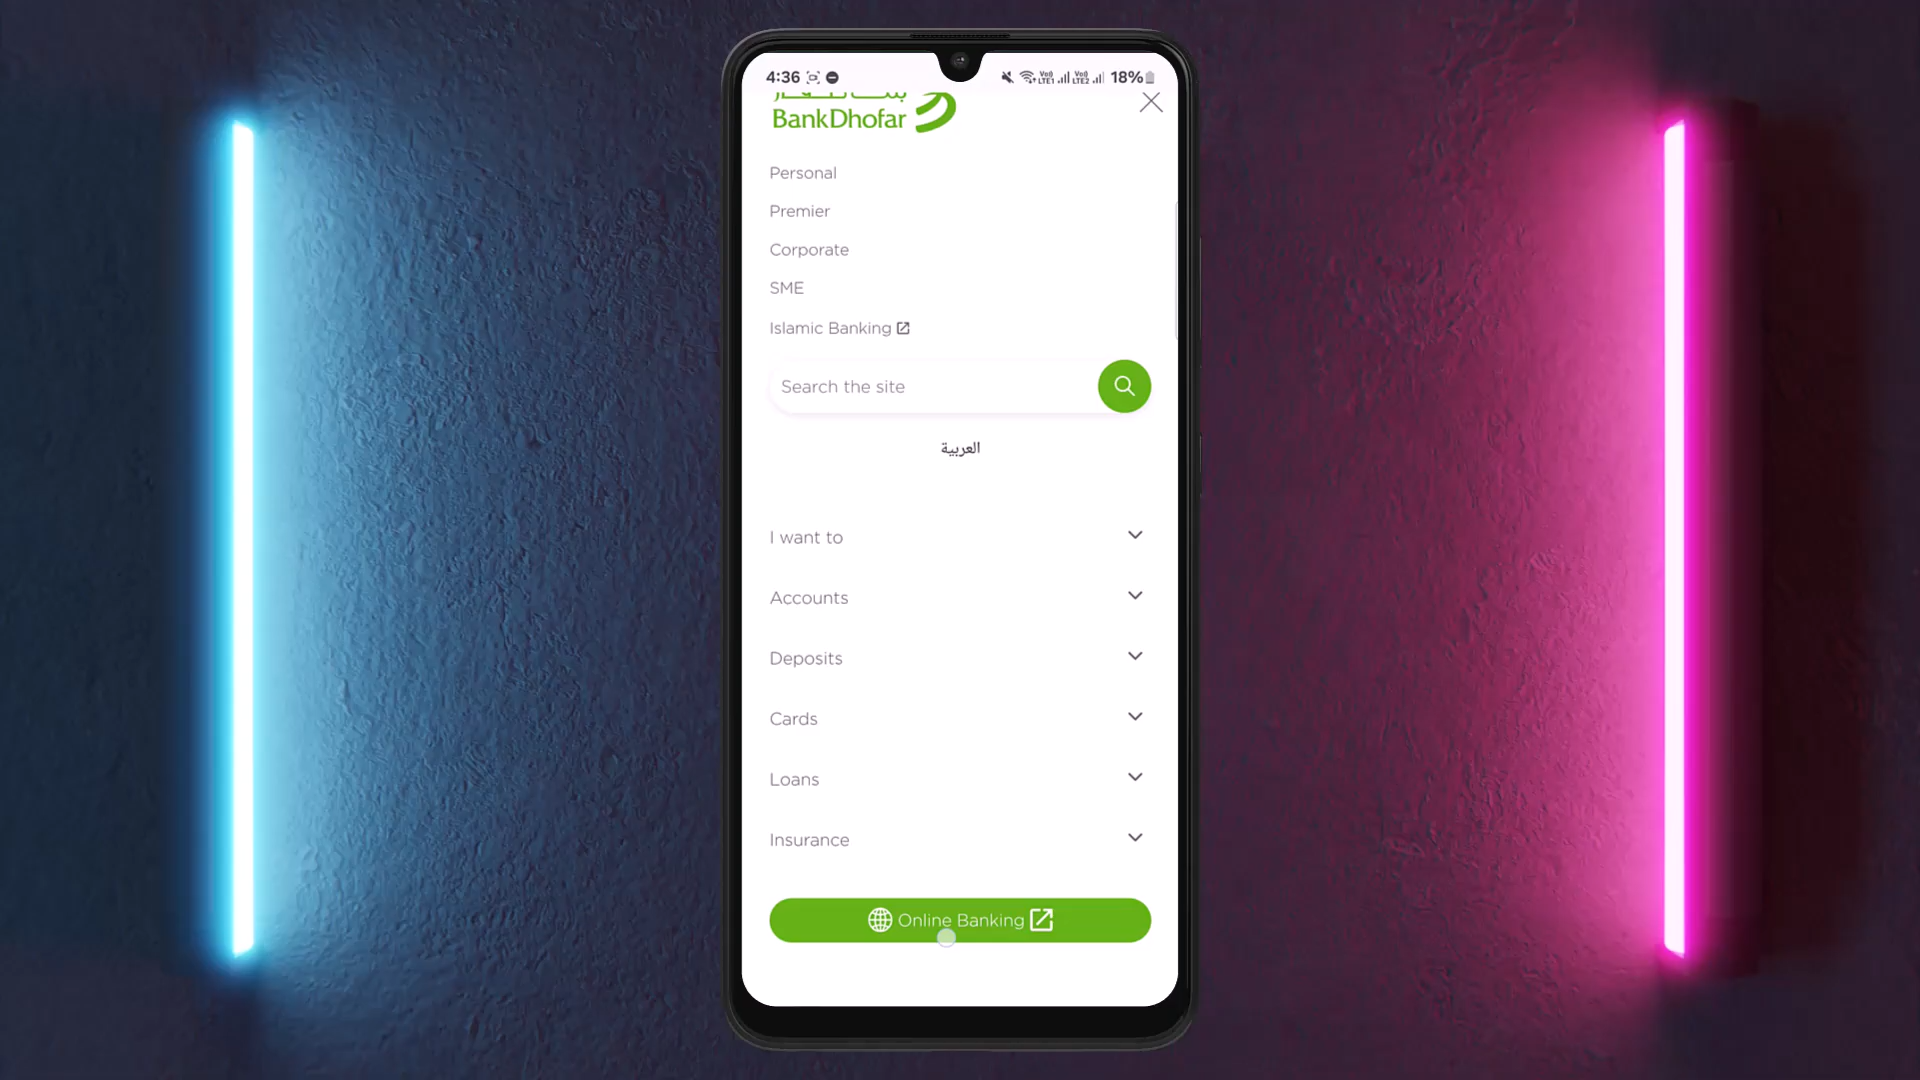 4:36 18%
BankDhofar
Personal
Premier
Corporate
SME
Islamic Banking
Search the site
العربية
I want to
Accounts
Deposits
Cards
Loans
Insurance
Online Banking